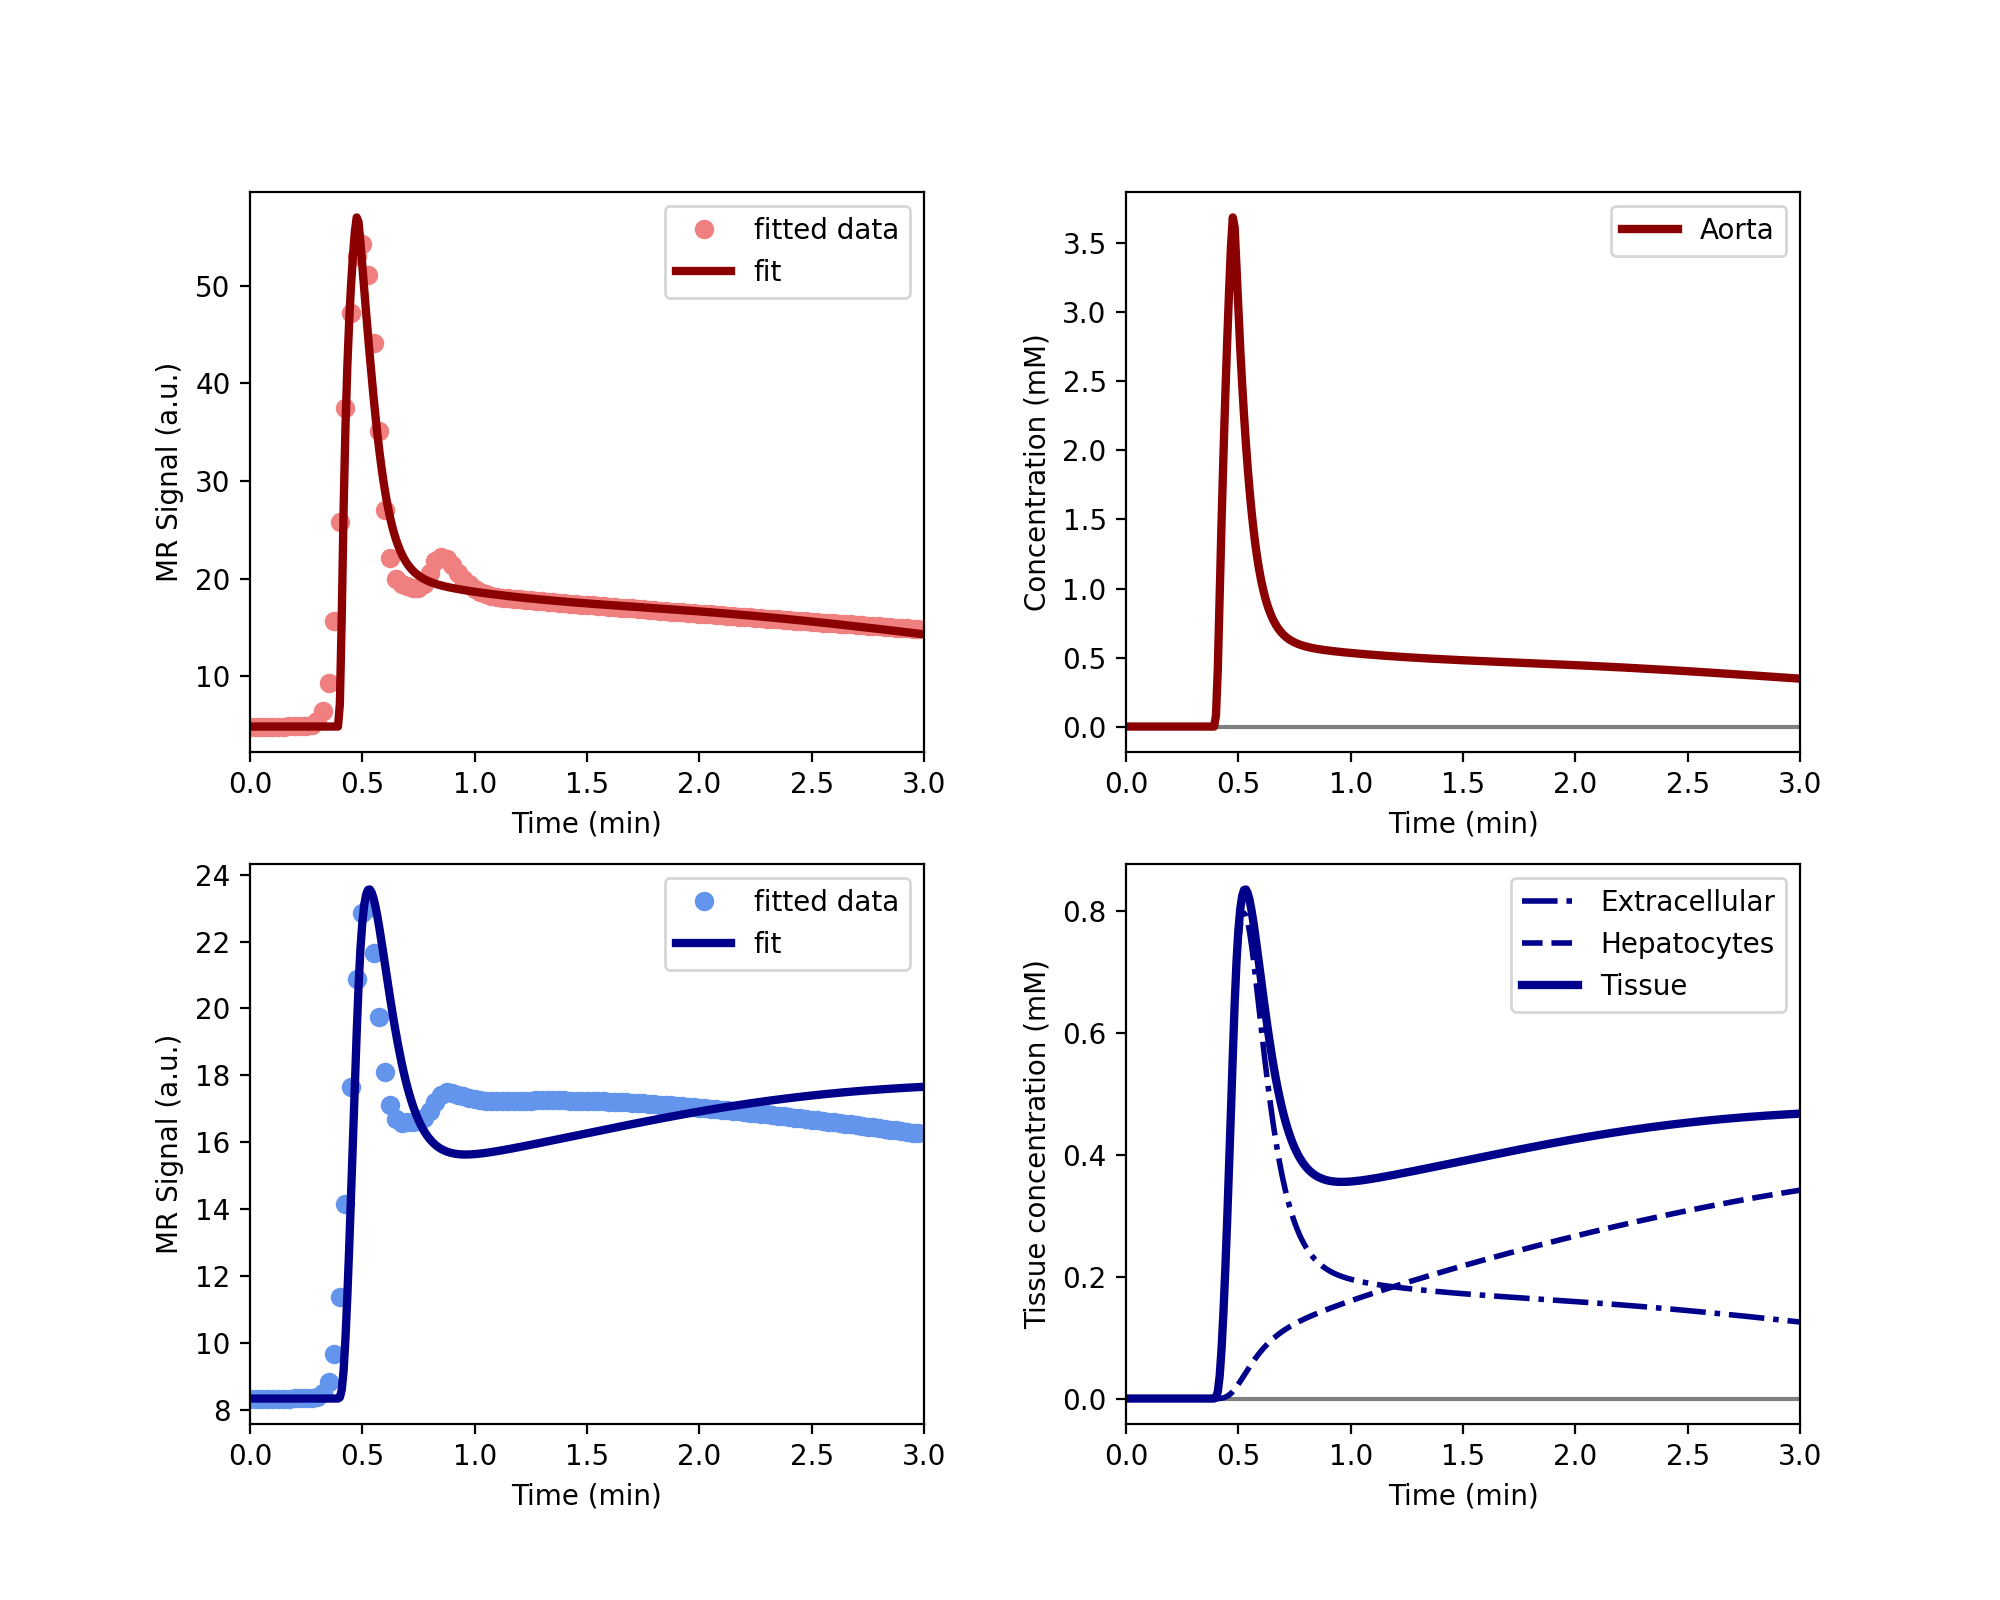 MR Signal (a.u.)
50
40
30
20
10
fitted data
fit
0.0 0.5 1.0 1.5 2.0 2.5 3.0
Time (min)
Concentration (mM)
3.5
3.0
2.5
2.0
1.5
1.0
0.5
0.0
Aorta
0.0 0.5 1.0 1.5 2.0 2.5 3.0
Time (min)
MR Signal (a.u.)
24
22
20
18
16
14
12
10
8
fitted data
fit
0.0 0.5 1.0 1.5 2.0 2.5 3.0
Time (min)
Tissue concentration (mM)
0.8
0.6
0.4
0.2
0.0
Extracellular
Hepatocytes
Tissue
0.0 0.5 1.0 1.5 2.0 2.5 3.0
Time (min)